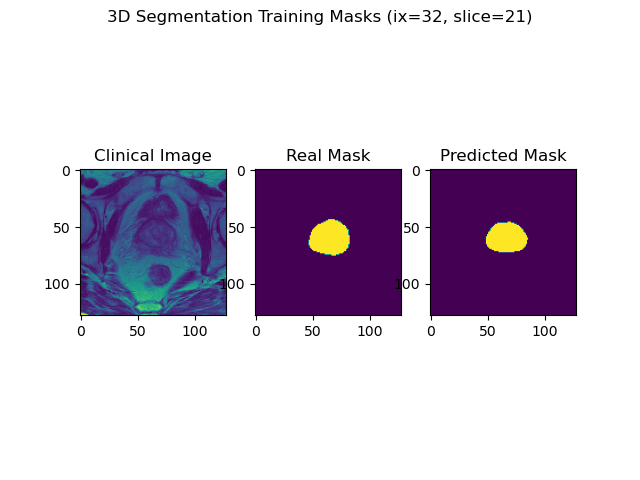 3D Segmentation Training Masks (ix=32, slice=21)
Clinical Image Real Mask Predicted Mask
0 0 0
50 50 50
100 100 100
0 50 100 0 50 100 0 50 100